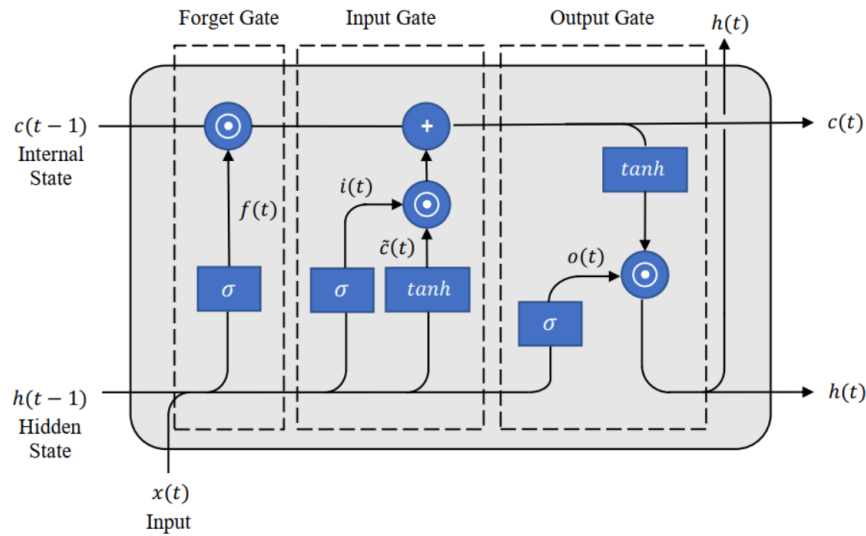 Forget Gate
Input Gate
Output Gate
h(t)
c(t−1)
Internal
State
⊙
+
c(t)
tanh
i(t)
⊙
f(t)
c̃(t)
o(t)
⊙
σ
σ
tanh
σ
h(t−1)
Hidden
State
h(t)
x(t)
Input